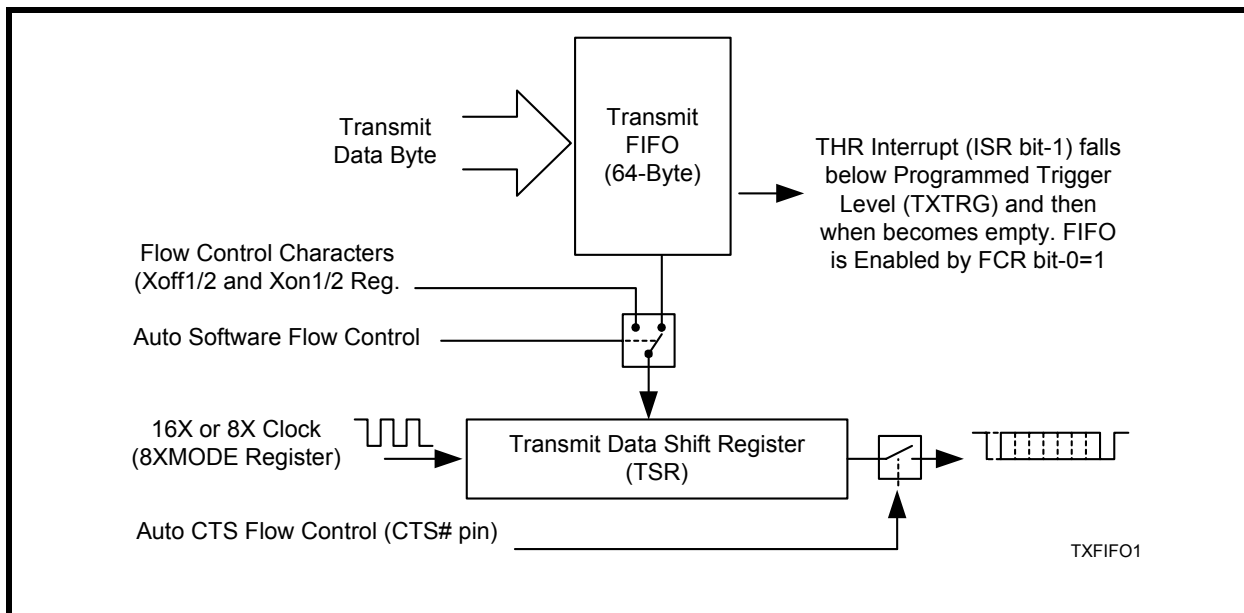 Transmit
FIFO
(64-Byte)
Transmit
Data Byte
THR Interrupt (ISR bit-1) falls
below Programmed Trigger
Level (TXTRG) and then
when becomes empty. FIFO
is Enabled by FCR bit-0=1
Flow Control Characters
(Xoff1/2 and Xon1/2 Reg.
Auto Software Flow Control
16X or 8X Clock
(8XMODE Register)
Transmit Data Shift Register
(TSR)
Auto CTS Flow Control (CTS# pin)
TXFIFO1